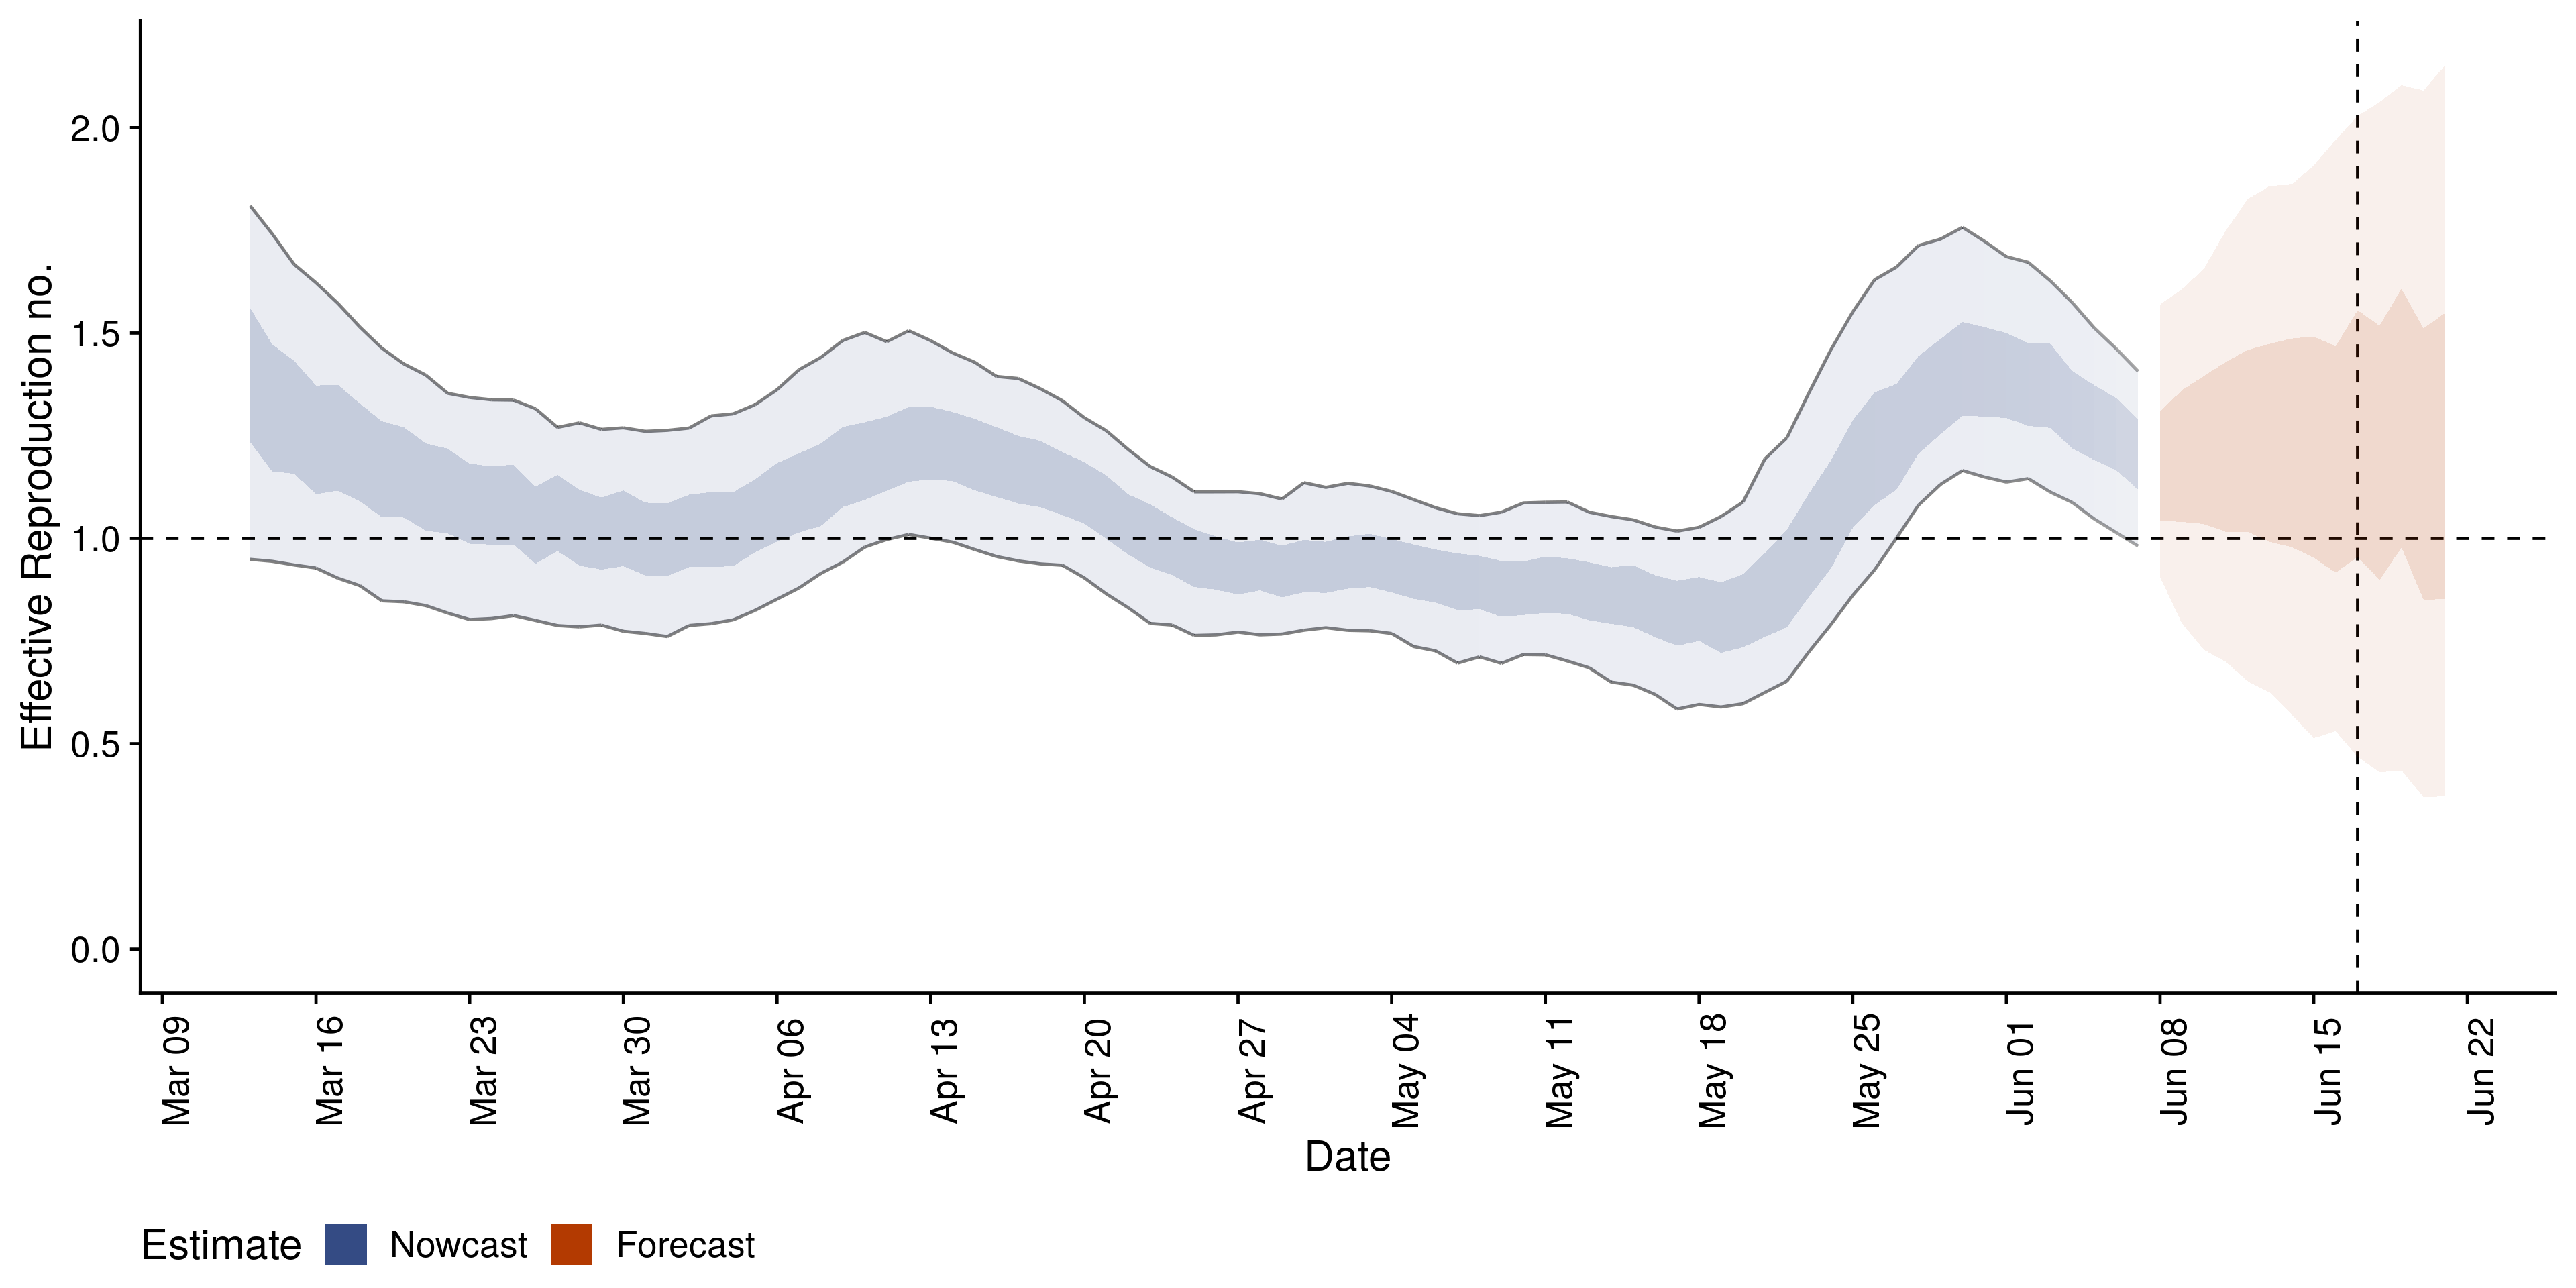 Effective Reproduction no.
2.0
1.5
1.0
0.5
0.0
Mar 09
Mar 16
Mar 23
Mar 30
Apr 06
Apr 13
Apr 20
Apr 27
May 04
May 11
May 18
May 25
Jun 01
Jun 08
Jun 15
Jun 22
Date
Estimate Nowcast Forecast